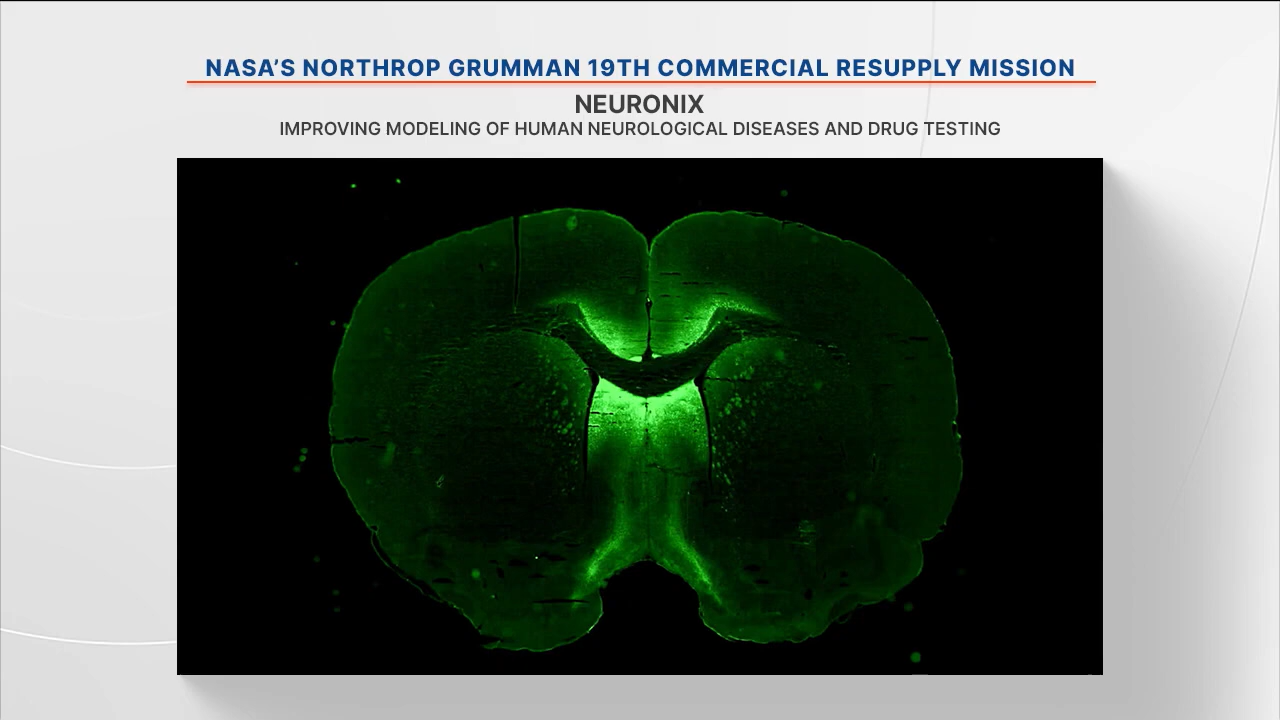 NASA’S NORTHROP GRUMMAN 19TH COMMERCIAL RESUPPLY MISSION
NEURONIX
IMPROVING MODELING OF HUMAN NEUROLOGICAL DISEASES AND DRUG TESTING